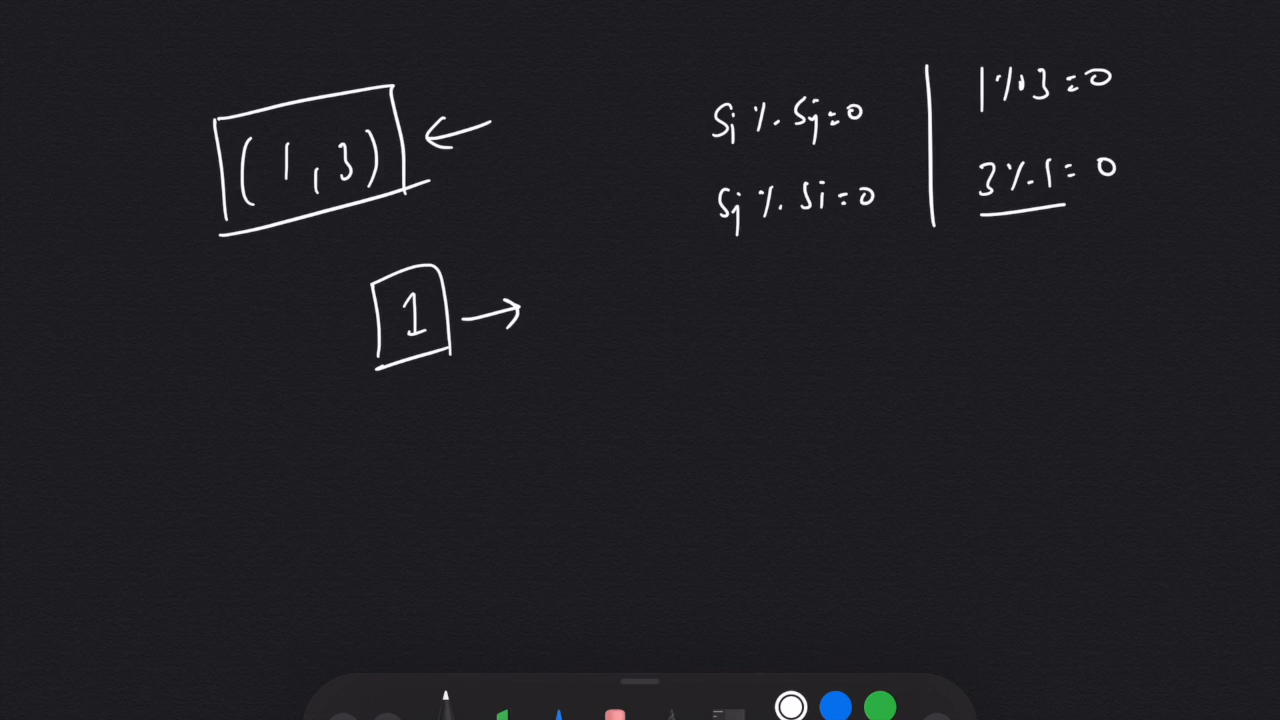 (1,3)
Si % Sj = 0
Sj % Si = 0
1 % 3 = 0
3 % 1 = 0
1